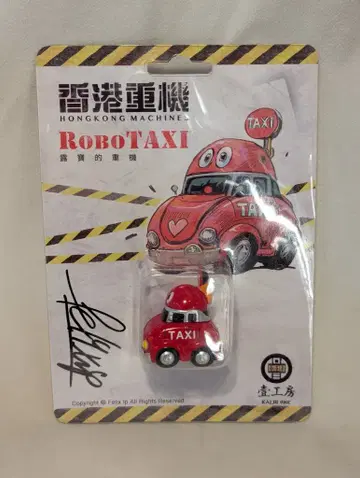 香港重機
HONGKONG MACHINES
ROBOTAXI
露寶的重機
TAXI
TAXI
TAXI
壹工房
Copyright © Felix Ip All Rights Reserved